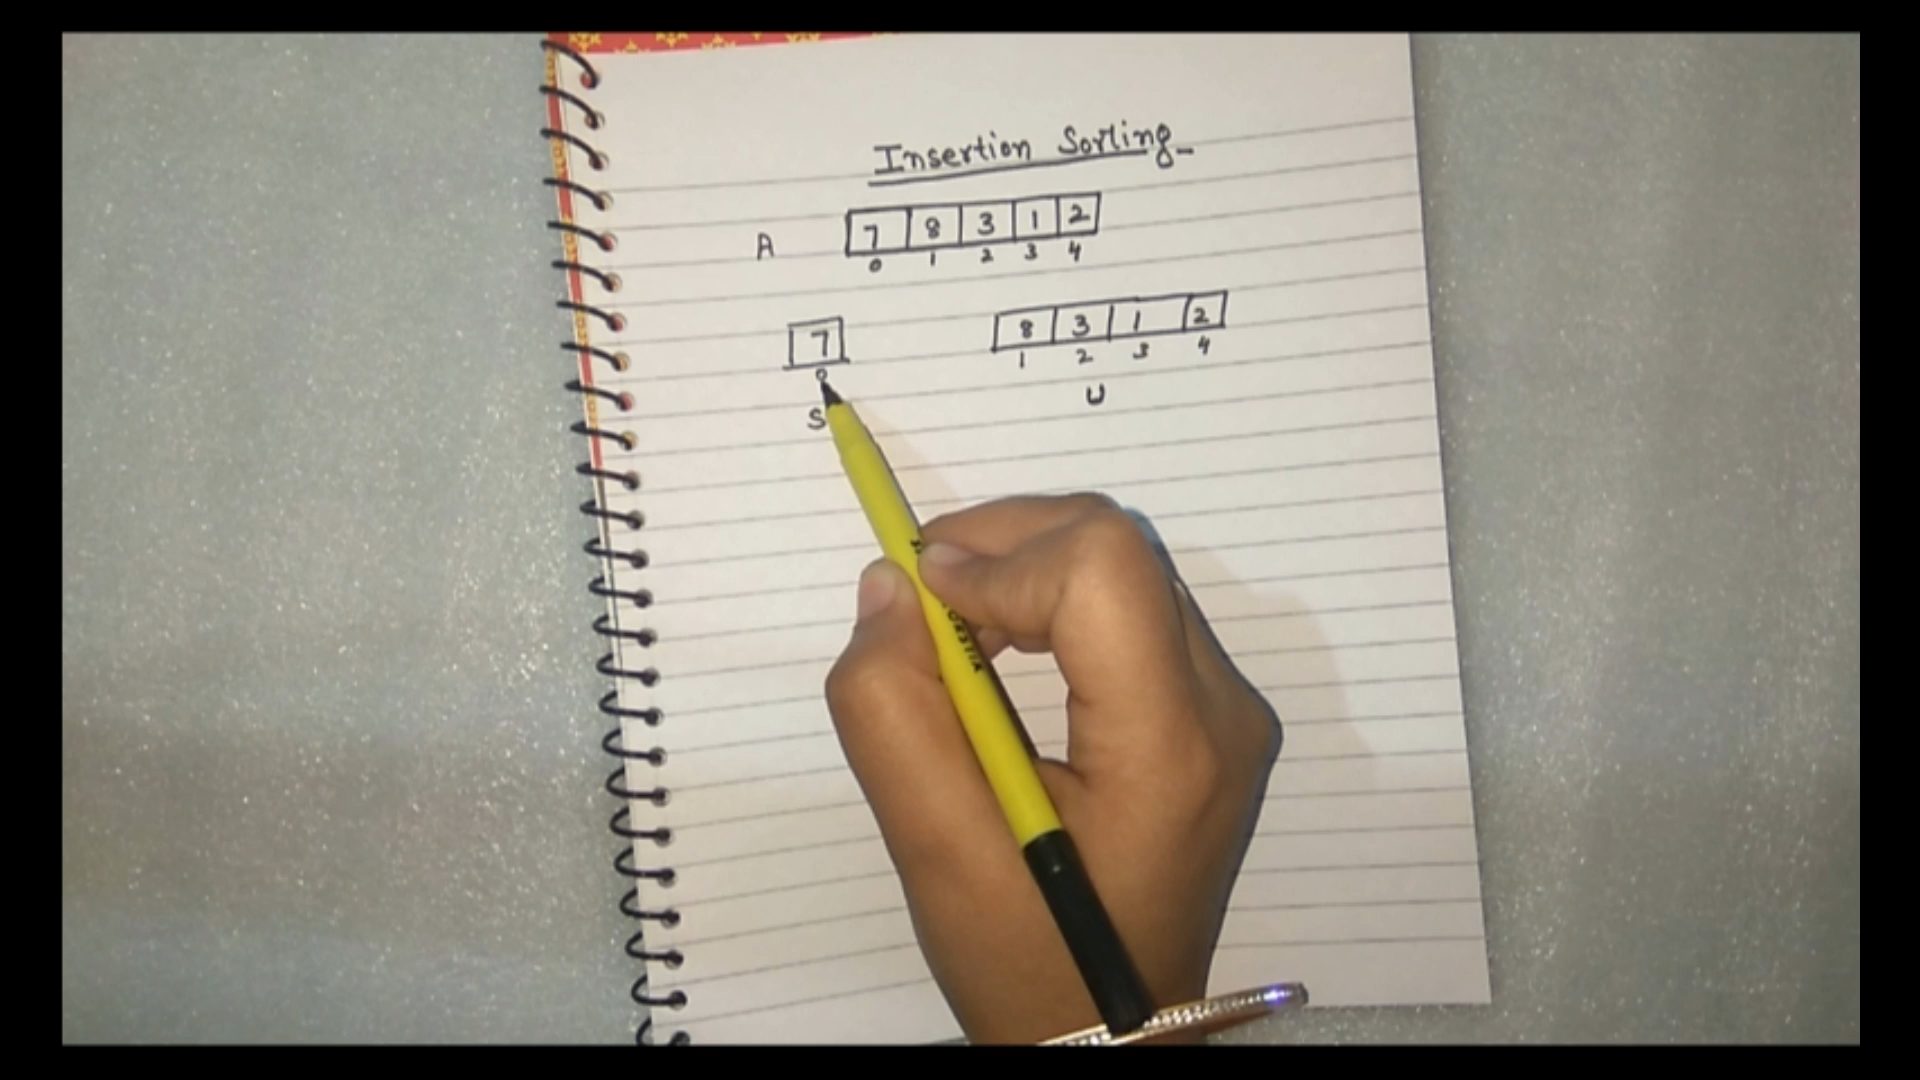 Insertion Sorting
A 7 8 3 1 2
0 1 2 3 4
7 8 3 1 2
0 1 2 3 4
S U